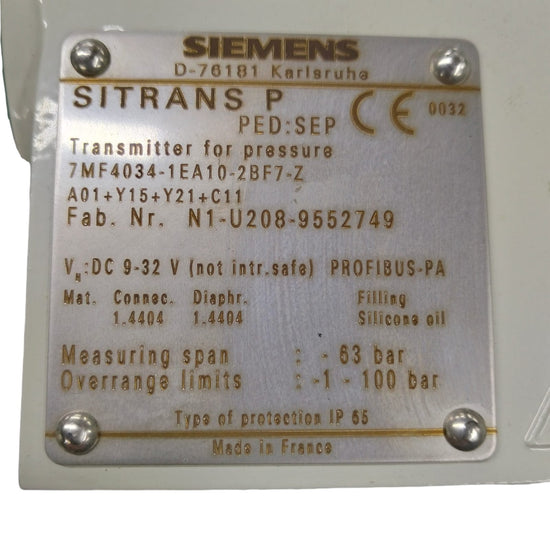 SIEMENS
D-76181 Karlsruhe
SITRANS P
PED:SEP CE 0032
Transmitter for pressure
7MF4034-1EA10-2BF7-Z
A01+Y15+Y21+C11
Fab. Nr. N1-U208-9552749
VH:DC 9-32 V (not intr.safe) PROFIBUS-PA
Mat. Connec. Diaphr. Filling
1.4404 1.4404 Silicone oil
Measuring span : - 63 bar
Overrange limits : -1 - 100 bar
Type of protection IP 65
Made in France